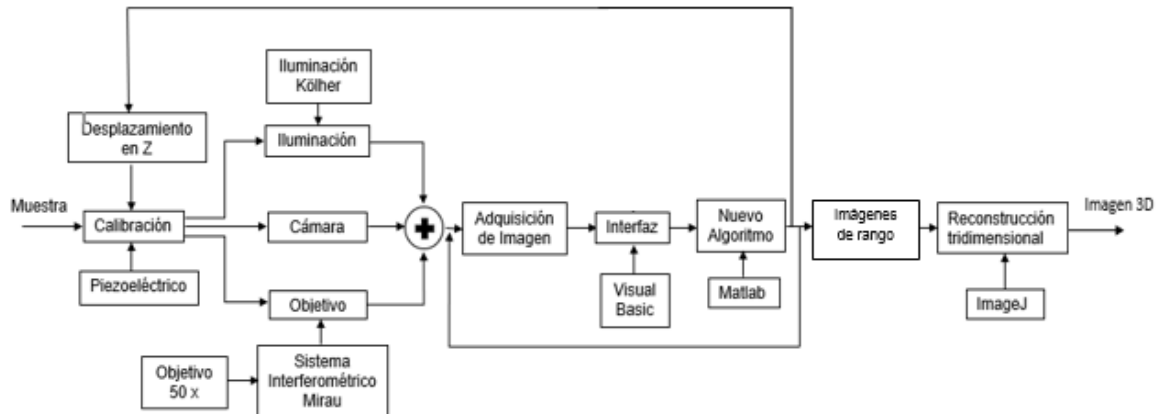 Iluminación
Kölher
Desplazamiento
en Z
Iluminación
Muestra
Calibración
Cámara
Adquisición
de Imagen
Interfaz
Nuevo
Algoritmo
Imágenes
de rango
Reconstrucción
tridimensional
Imagen 3D
Piezoeléctrico
Objetivo
Visual
Basic
Matlab
ImageJ
Objetivo
50 x
Sistema
Interferométrico
Mirau